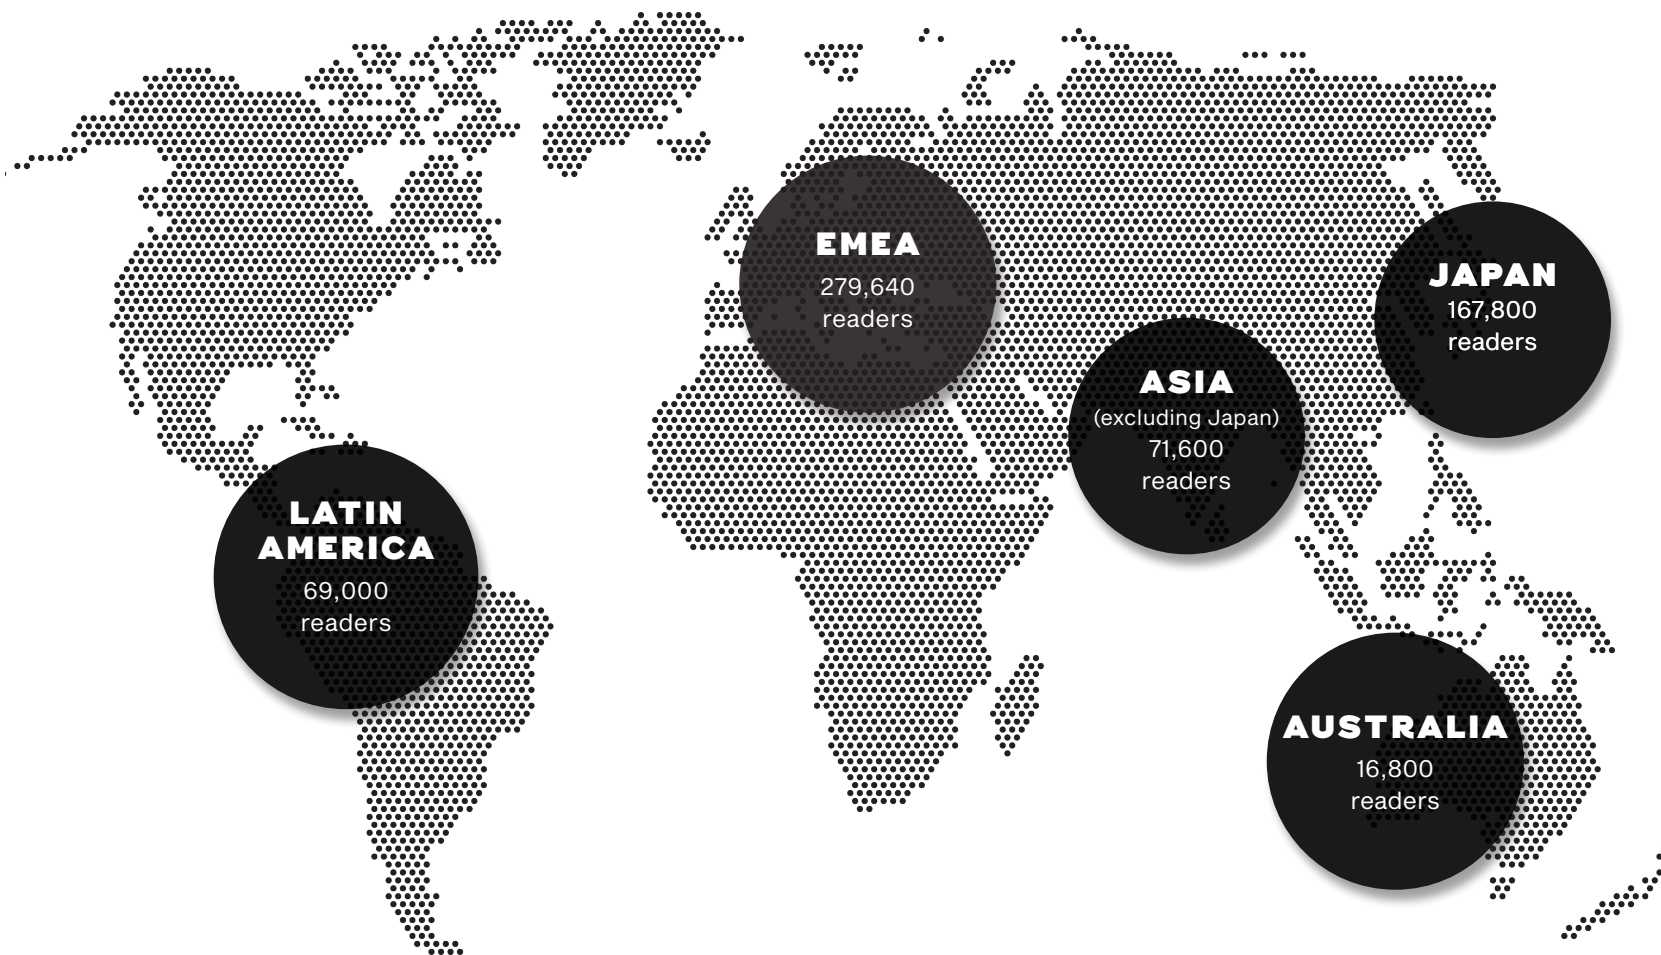 EMEA
279,640
readers
JAPAN
167,800
readers
ASIA
(excluding Japan)
71,600
readers
LATIN
AMERICA
69,000
readers
AUSTRALIA
16,800
readers